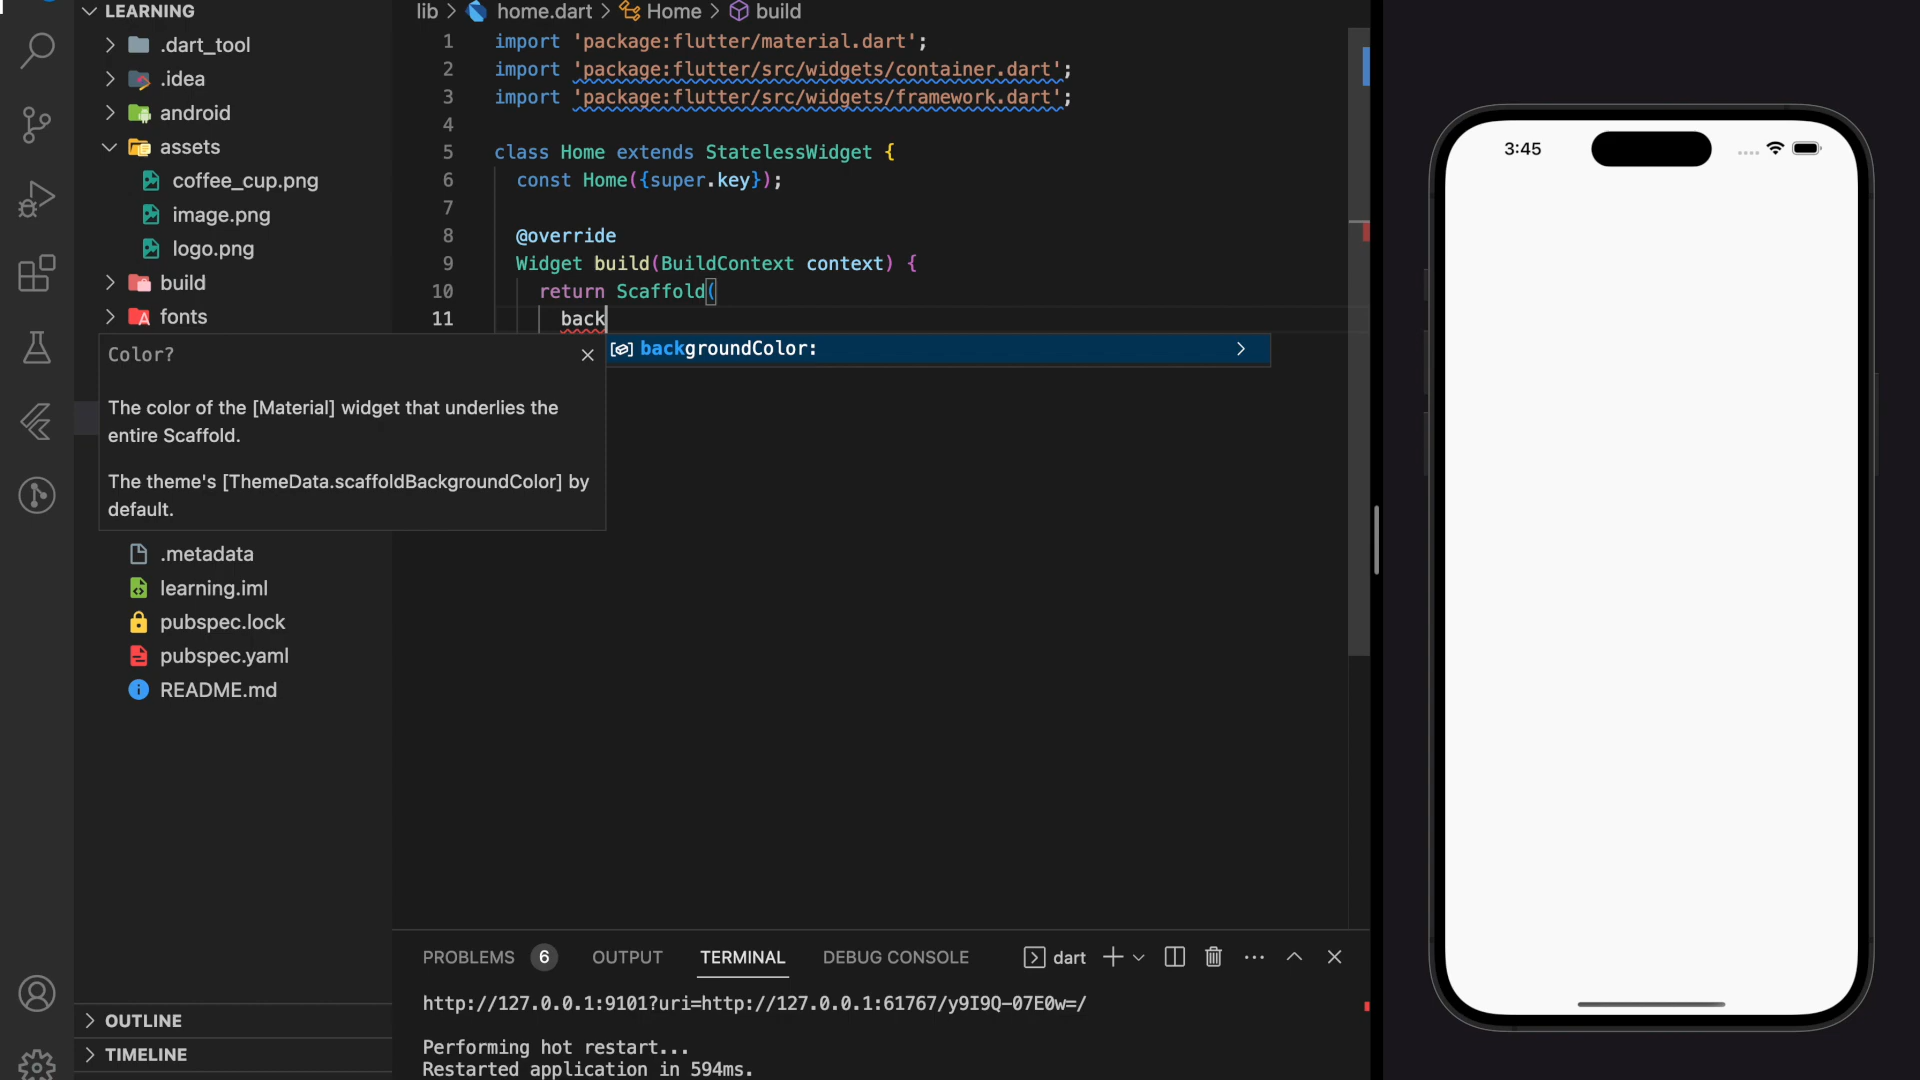 LEARNING
.dart_tool
.idea
android
assets
coffee_cup.png
image.png
logo.png
build
fonts
.metadata
learning.iml
pubspec.lock
pubspec.yaml
README.md
OUTLINE
TIMELINE
lib > home.dart > Home > build
1 import 'package:flutter/material.dart';
2 import 'package:flutter/src/widgets/container.dart';
3 import 'package:flutter/src/widgets/framework.dart';
4
5 class Home extends StatelessWidget {
6 const Home({super.key});
7
8 @override
9 Widget build(BuildContext context) {
10 return Scaffold(
11 back
backgroundColor:
Color?
The color of the [Material] widget that underlies the
entire Scaffold.
The theme's [ThemeData.scaffoldBackgroundColor] by
default.
PROBLEMS 6 OUTPUT TERMINAL DEBUG CONSOLE dart
http://127.0.0.1:9101?uri=http://127.0.0.1:61767/y9I9Q-07E0w=/
Performing hot restart...
Restarted application in 594ms.
3:45